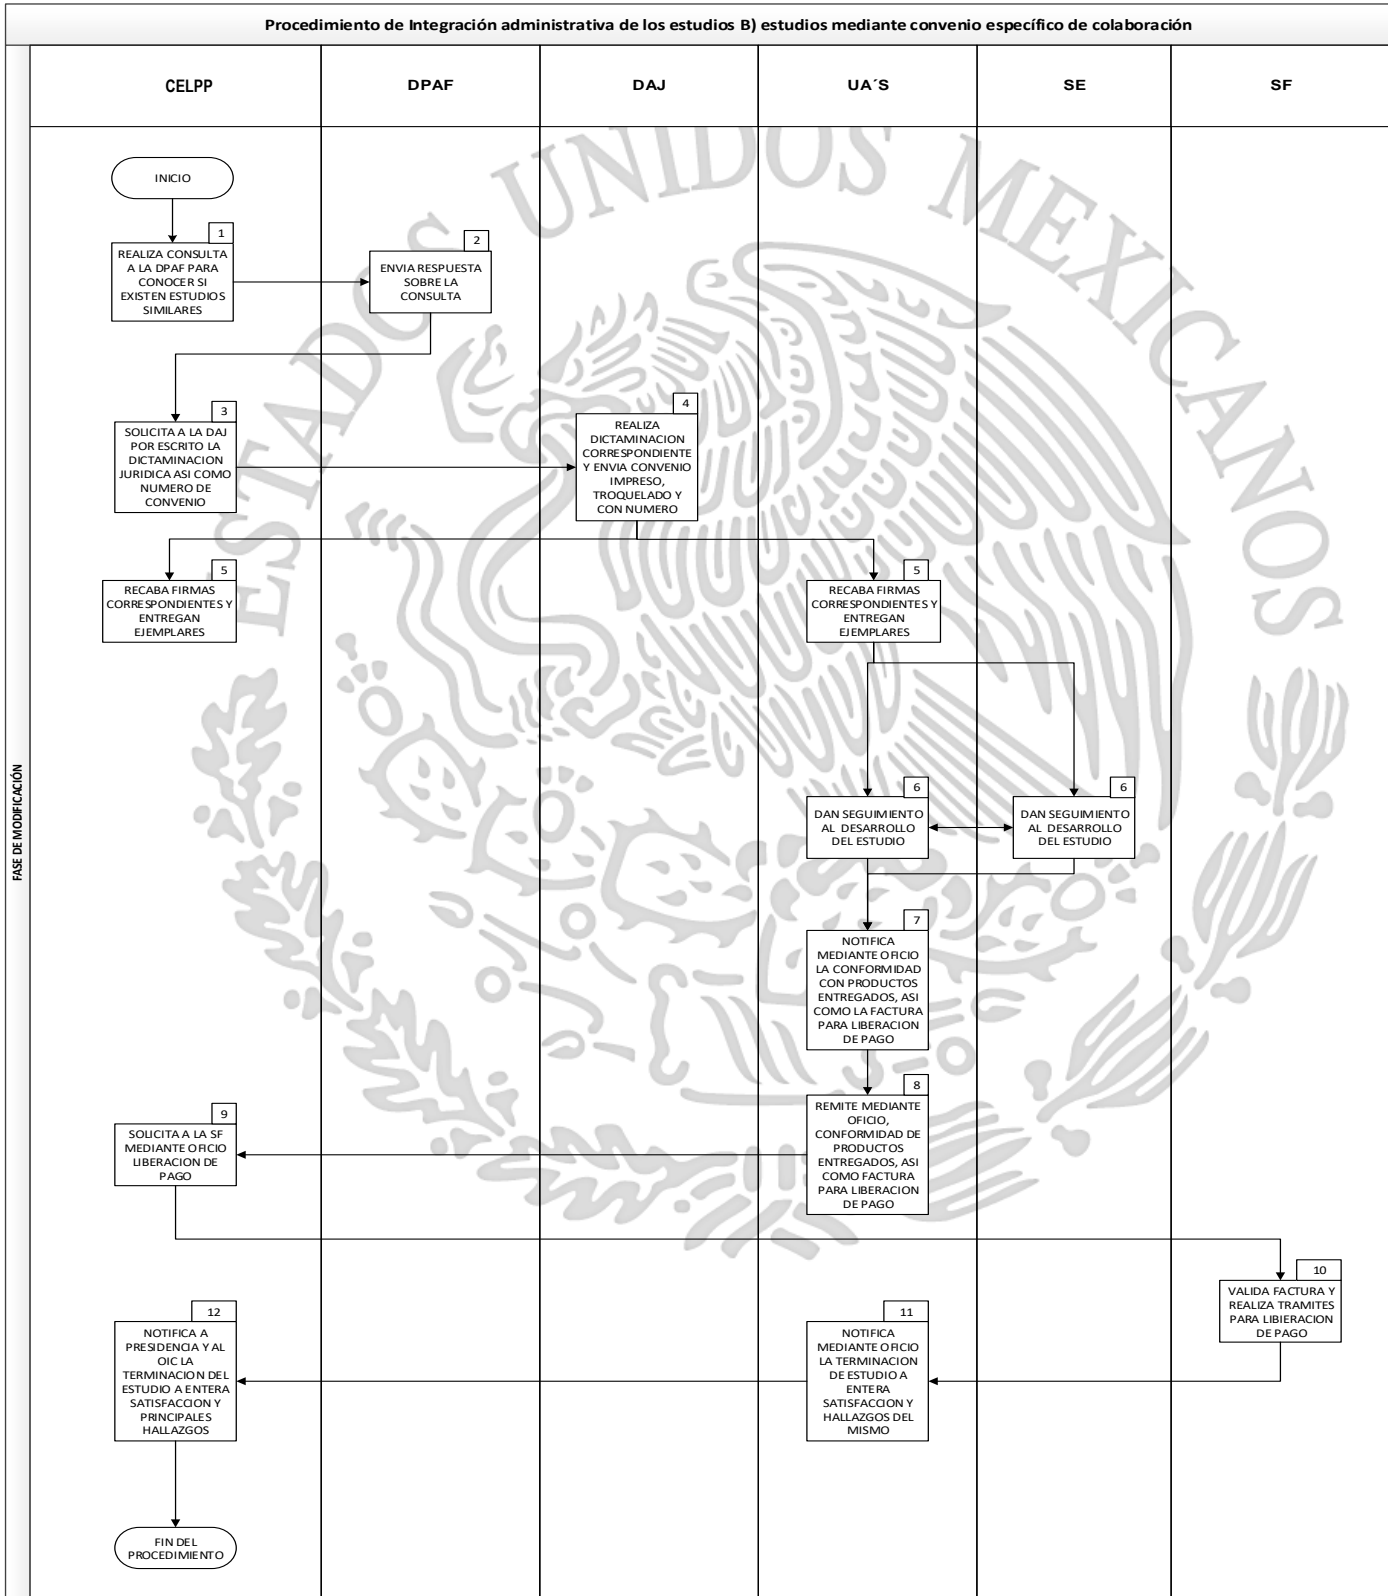 Procedimiento de Integración administrativa de los estudios B) estudios mediante convenio específico de colaboración
CELPP
DPAF
DAJ
UA´S
SE
SF
FASE DE MODIFICACIÓN
ESTADOS UNIDOS MEXICANOS
INICIO
1
REALIZA CONSULTA
A LA DPAF PARA
CONOCER SI
EXISTEN ESTUDIOS
SIMILARES
2
ENVIA RESPUESTA
SOBRE LA
CONSULTA
3
SOLICITA A LA DAJ
POR ESCRITO LA
DICTAMINACION
JURIDICA ASI COMO
NUMERO DE
CONVENIO
4
REALIZA
DICTAMINACION
CORRESPONDIENTE
Y ENVIA CONVENIO
IMPRESO,
TROQUELADO Y
CON NUMERO
5
RECABA FIRMAS
CORRESPONDIENTES Y
ENTREGAN
EJEMPLARES
5
RECABA FIRMAS
CORRESPONDIENTES Y
ENTREGAN
EJEMPLARES
6
DAN SEGUIMIENTO
AL DESARROLLO
DEL ESTUDIO
6
DAN SEGUIMIENTO
AL DESARROLLO
DEL ESTUDIO
7
NOTIFICA
MEDIANTE OFICIO
LA CONFORMIDAD
CON PRODUCTOS
ENTREGADOS, ASI
COMO LA FACTURA
PARA LIBERACION
DE PAGO
8
REMITE MEDIANTE
OFICIO,
CONFORMIDAD DE
PRODUCTOS
ENTREGADOS, ASI
COMO FACTURA
PARA LIBERACION
DE PAGO
9
SOLICITA A LA SF
MEDIANTE OFICIO
LIBERACION DE
PAGO
10
VALIDA FACTURA Y
REALIZA TRAMITES
PARA LIBIERACION
DE PAGO
11
NOTIFICA
MEDIANTE OFICIO
LA TERMINACION
DE ESTUDIO A
ENTERA
SATISFACCION Y
HALLAZGOS DEL
MISMO
12
NOTIFICA A
PRESIDENCIA Y AL
OIC LA
TERMINACION DEL
ESTUDIO A ENTERA
SATISFACCION Y
PRINCIPALES
HALLAZGOS
FIN DEL
PROCEDIMIENTO